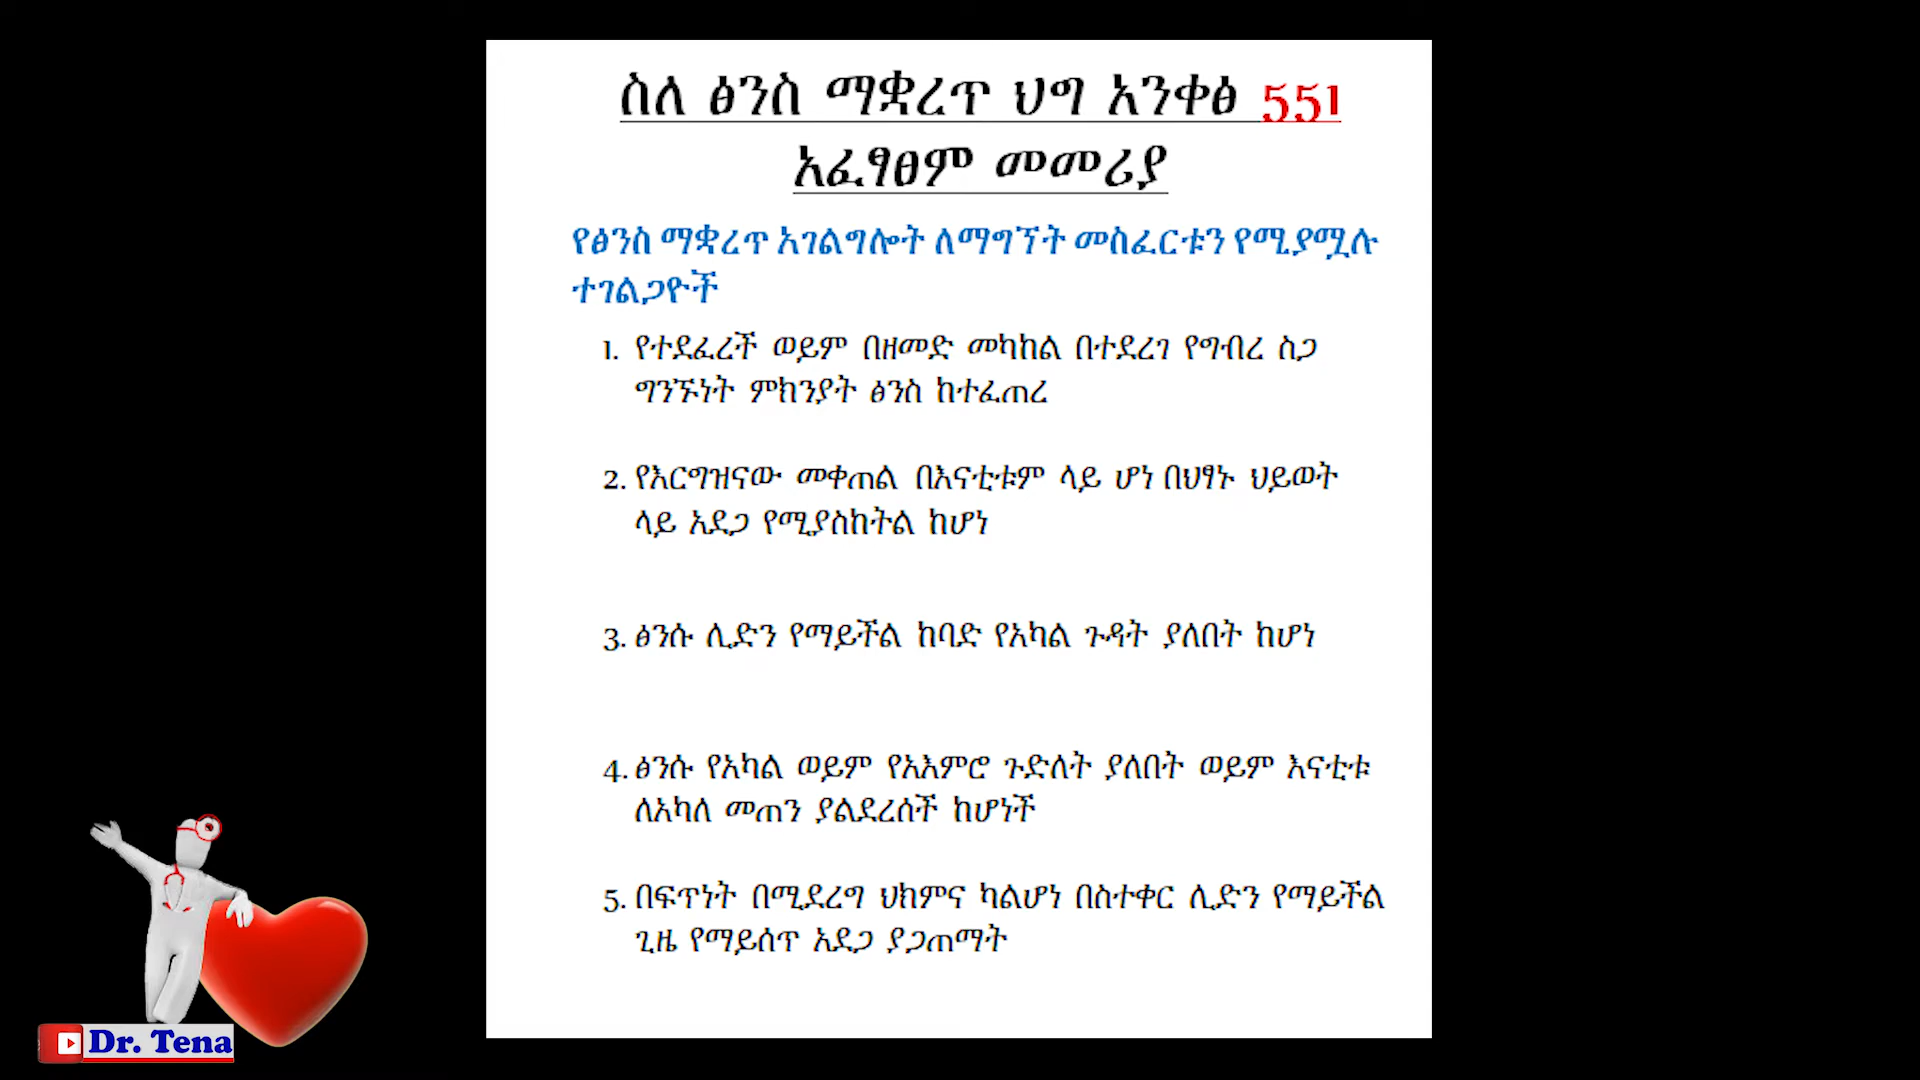 ስለ ፅንስ ማቋረጥ ህግ አንቀፅ 551
አፈፃፀም መመሪያ
የፅንስ ማቋረጥ አገልግሎት ለማግኘት መስፈርቱን የሚያሟሉ
ተገልጋዮች
1. የተደፈረች ወይም በዘመድ መካከል በተደረገ የግብረ ስጋ
ግንኙነት ምክንያት ፅንስ ከተፈጠረ
2. የእርግዝናው መቀጠል በእናቲቱም ላይ ሆነ በህፃኑ ህይወት
ላይ አደጋ የሚያስከትል ከሆነ
3. ፅንሱ ሊድን የማይችል ከባድ የአካል ጉዳት ያለበት ከሆነ
4. ፅንሱ የአካል ወይም የአእምሮ ጉድለት ያለበት ወይም እናቲቱ
ለአካለ መጠን ያልደረሰች ከሆነች
5. በፍጥነት በሚደረግ ህክምና ካልሆነ በስተቀር ሊድን የማይችል
ጊዜ የማይሰጥ አደጋ ያጋጠማት
Dr. Tena